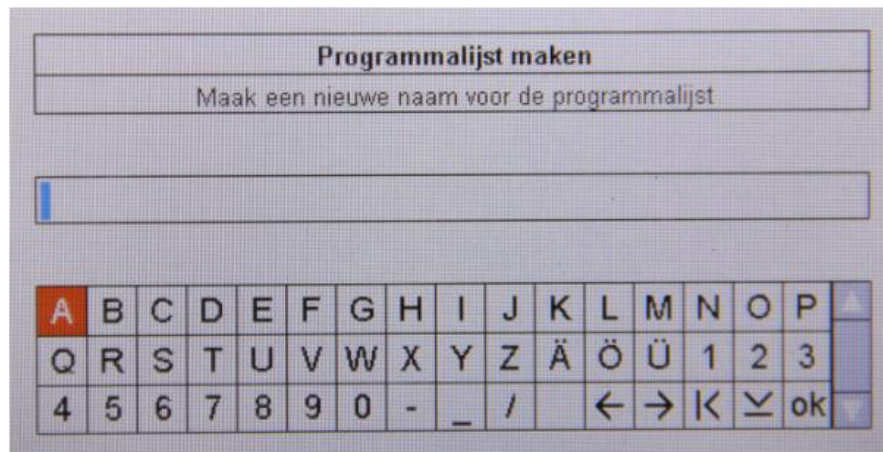 Programmalijst maken
Maak een nieuwe naam voor de programmalijst
A B C D E F G H I J K L M N O P
Q R S T U V W X Y Z Ä Ö Ü 1 2 3
4 5 6 7 8 9 0 - _ / ← → |< ⊻ ok